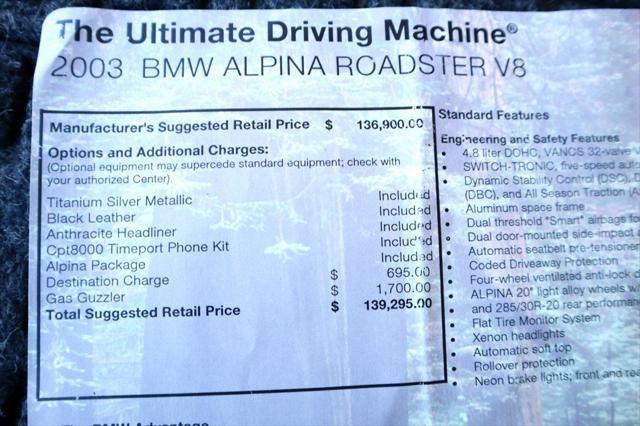 The Ultimate Driving Machine®
2003 BMW ALPINA ROADSTER V8
Manufacturer's Suggested Retail Price $ 136,900.00
Options and Additional Charges:
(Optional equipment may supercede standard equipment; check with
your authorized Center).
Titanium Silver Metallic Included
Black Leather Included
Anthracite Headliner Included
Cpt8000 Timeport Phone Kit Included
Alpina Package Included
Destination Charge $ 695.00
Gas Guzzler $ 1,700.00
Total Suggested Retail Price $ 139,295.00
Standard Features
Engineering and Safety Features
• 4.8 liter DOHC, VANOS 32-valve
• SWITCH-TRONIC, five-speed
• Dynamic Stability Control (DSC),
(DBC), and All Season Traction
• Aluminum space frame
• Dual threshold "Smart" airbags
• Dual door-mounted side-impact
• Automatic seatbelt pre-tensioner
• Coded Driveaway Protection
• Four-wheel ventilated anti-lock
• ALPINA 20" light alloy wheels
• and 285/30R-20 rear
• Flat Tire Monitor System
• Xenon headlights
• Automatic soft top
• Rollover protection
• Neon brake lights; front and
The BMW Advantage